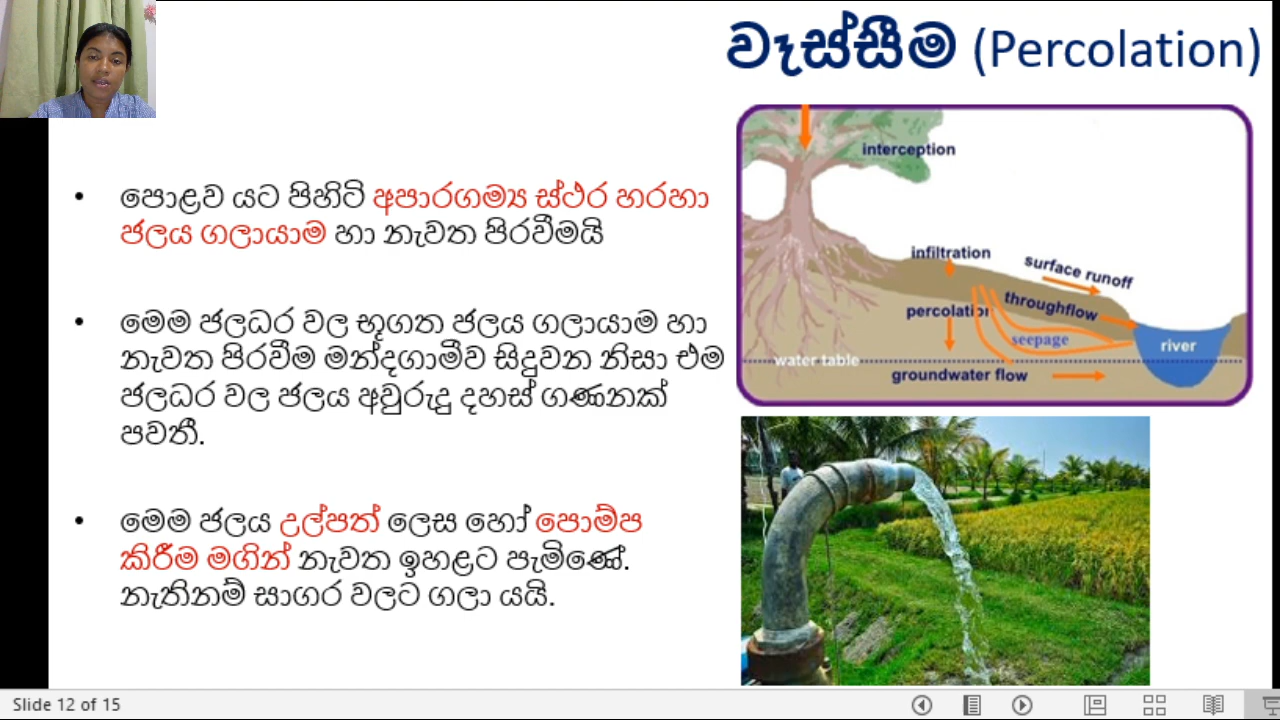 වෑස්සීම (Percolation)
• පොළව යට පිහිටි අපාරගම්‍ය ස්ථර හරහා
ජලය ගලායාම හා නැවත පිරවීමයි
• මෙම ජලධර වල භූගත ජලය ගලායාම හා
නැවත පිරවීම මන්දගාමීව සිදුවන නිසා එම
ජලධර වල ජලය අවුරුදු දහස් ගණනක්
පවතී.
• මෙම ජලය උල්පත් ලෙස හෝ පොම්ප
කිරීම මගින් නැවත ඉහළට පැමිණේ.
නැතිනම් සාගර වලට ගලා යයි.
interception
infiltration
surface runoff
percolation
throughflow
seepage
river
water table
groundwater flow
Slide 12 of 15